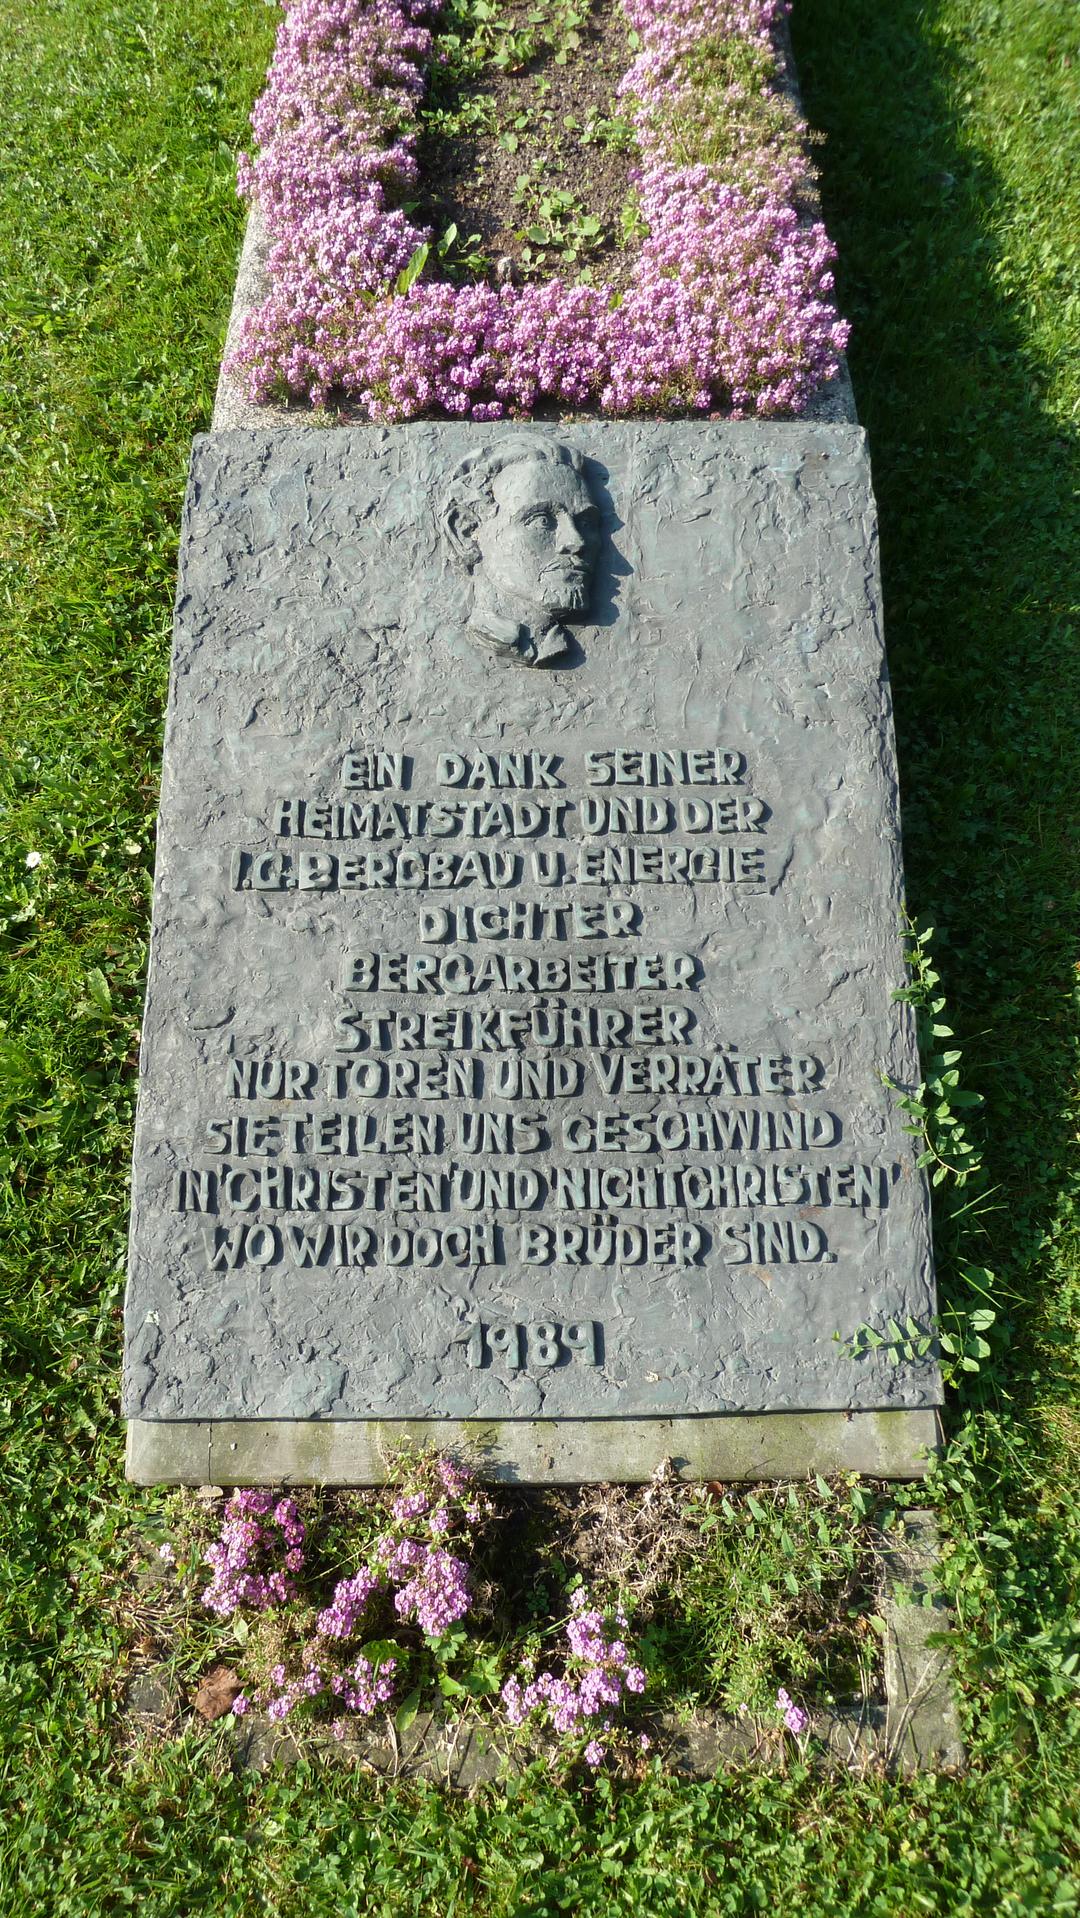 EIN DANK SEINER
HEIMATSTADT UND DER
I.G. BERGBAU U. ENERGIE
DICHTER
BERGARBEITER
STREIKFÜHRER
NUR TOREN UND VERRÄTER
SIE TEILEN UNS GESCHWIND
IN 'CHRISTEN' UND 'NICHTCHRISTEN'
WO WIR DOCH BRÜDER SIND.
1989